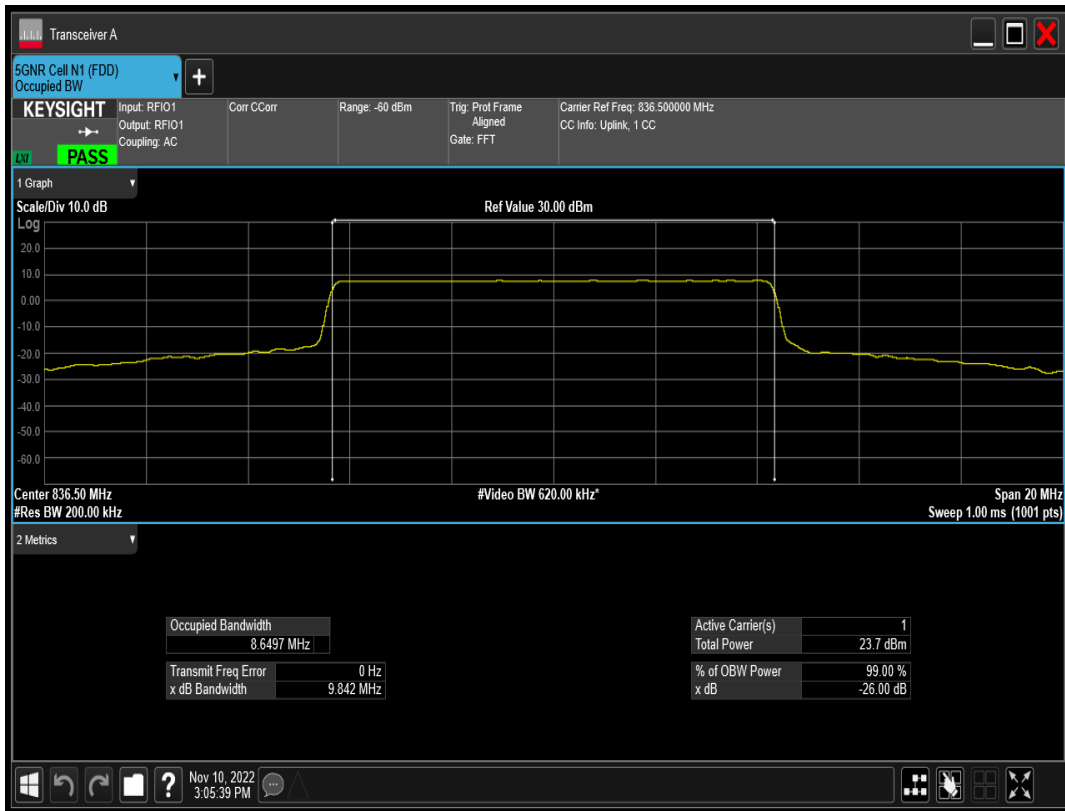 Transceiver A
5GNR Cell N1 (FDD)
Occupied BW
KEYSIGHT
LXI
PASS
Input: RFIO1
Output: RFIO1
Coupling: AC
Corr CCorr
Range: -60 dBm
Trig: Prot Frame
Aligned
Gate: FFT
Carrier Ref Freq: 836.500000 MHz
CC Info: Uplink, 1 CC
1 Graph
Scale/Div 10.0 dB
Ref Value 30.00 dBm
Log
20.0
10.0
0.00
-10.0
-20.0
-30.0
-40.0
-50.0
-60.0
Center 836.50 MHz
#Video BW 620.00 kHz*
Span 20 MHz
#Res BW 200.00 kHz
Sweep 1.00 ms (1001 pts)
2 Metrics
Occupied Bandwidth
8.6497 MHz
Transmit Freq Error 0 Hz
x dB Bandwidth 9.842 MHz
Active Carrier(s) 1
Total Power 23.7 dBm
% of OBW Power 99.00 %
x dB -26.00 dB
Nov 10, 2022
3:05:39 PM